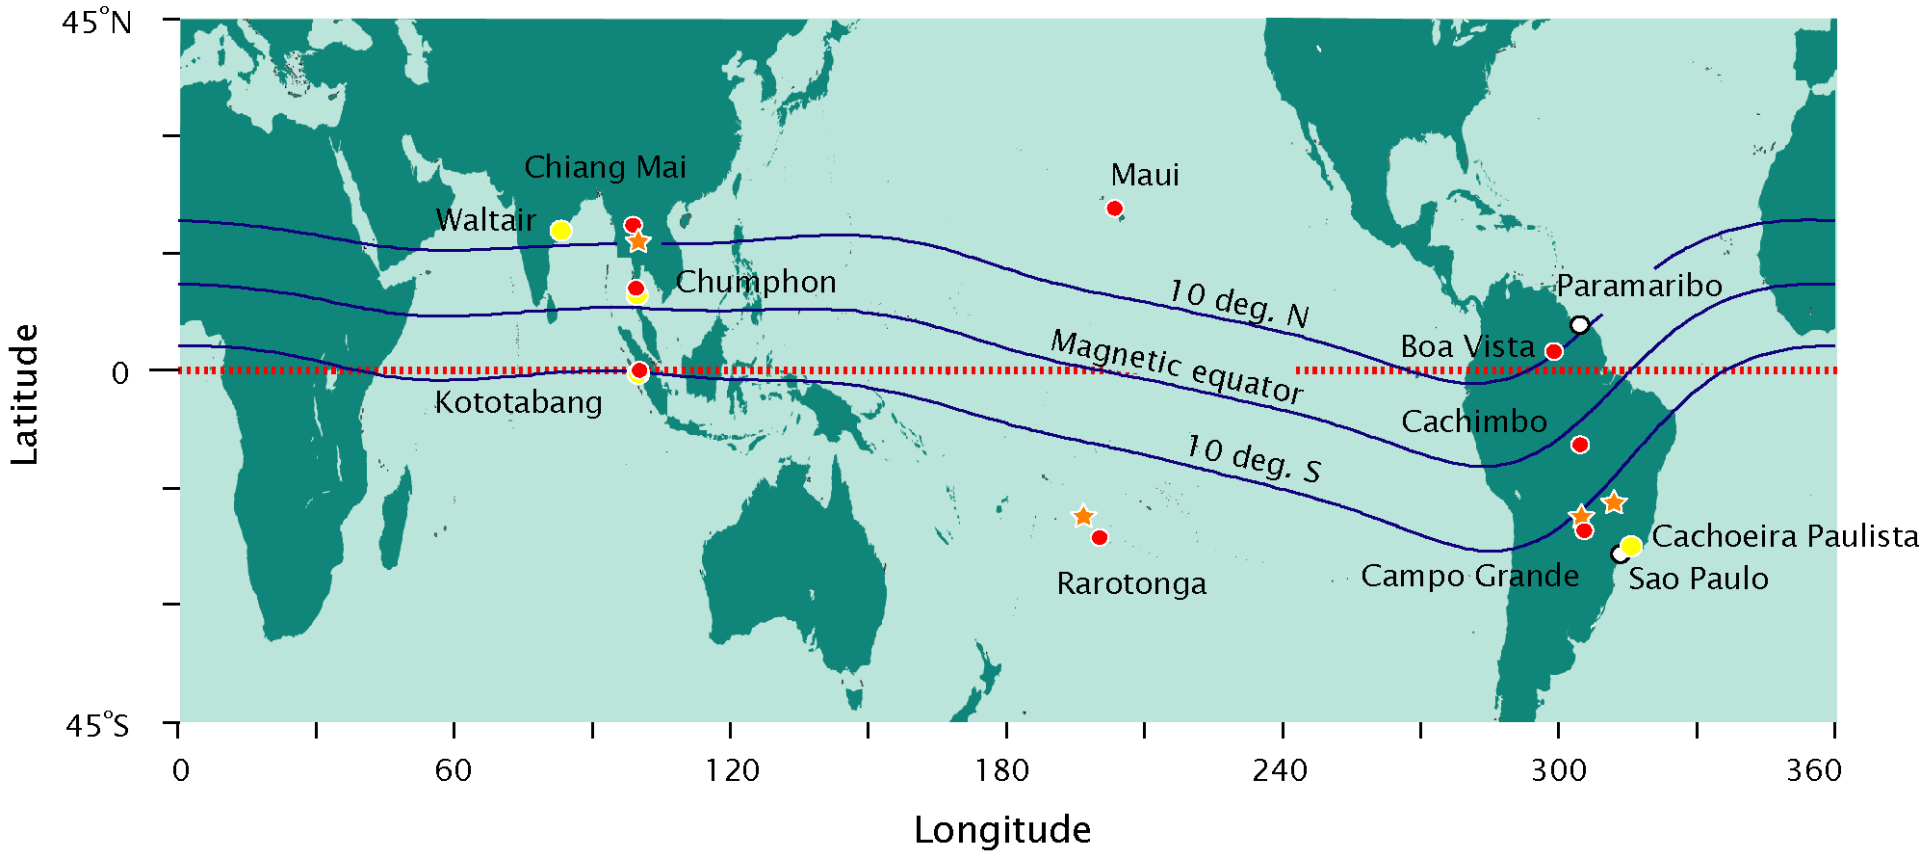 45°N
Chiang Mai
Maui
Waltair
Chumphon
Paramaribo
10 deg. N
Boa Vista
Magnetic equator
0
Kototabang
Cachimbo
10 deg. S
Cachoeira Paulista
Rarotonga
Campo Grande
Sao Paulo
45°S
Latitude
0 60 120 180 240 300 360
Longitude